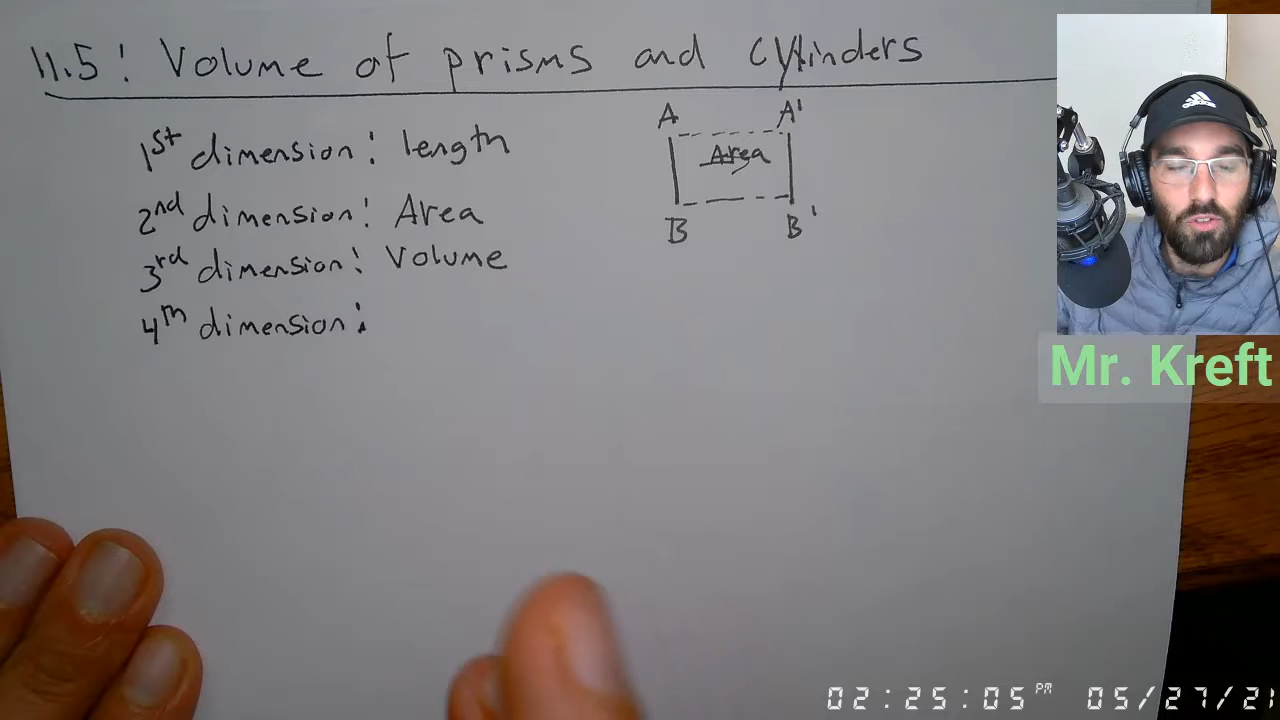 11.5: Volume of prisms and cylinders
1st dimension: length
2nd dimension: Area
3rd dimension: Volume
4th dimension:
A A'
Area
B B'
adidas
Mr. Kreft
02:25:05 PM 05/27/21